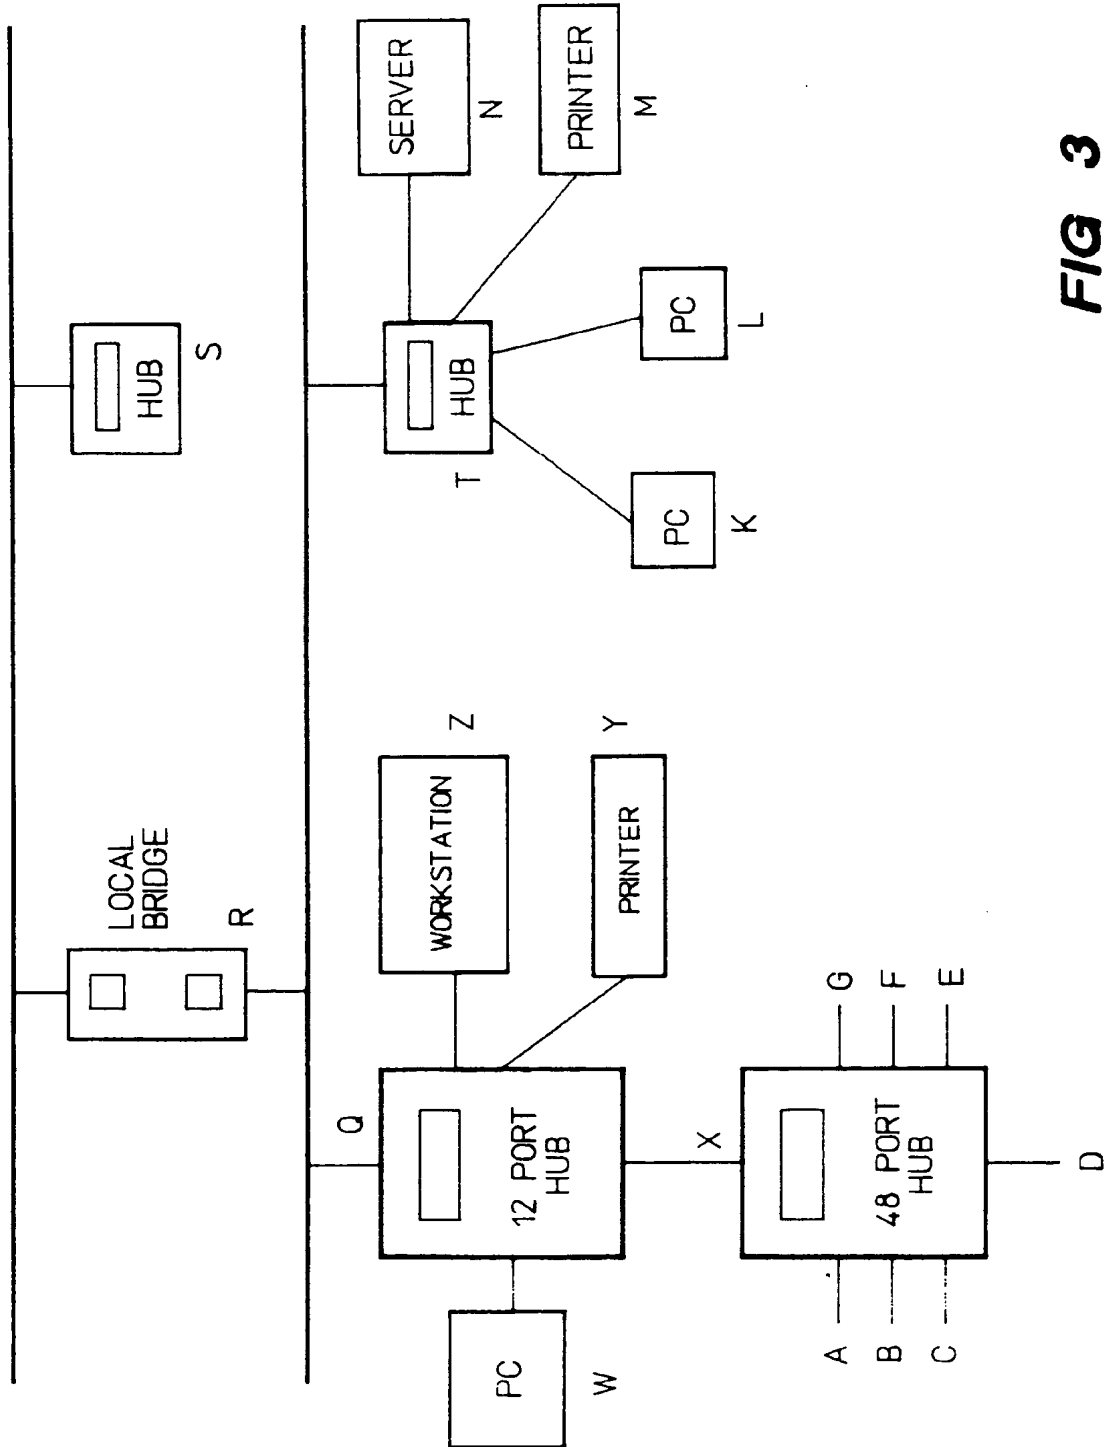 LOCAL
BRIDGE
R
HUB
S
Q
12 PORT
HUB
PC
W
WORKSTATION
Z
PRINTER
Y
X
48 PORT
HUB
A
B
C
D
G
F
E
HUB
T
SERVER
N
PRINTER
M
PC
L
PC
K
FIG 3